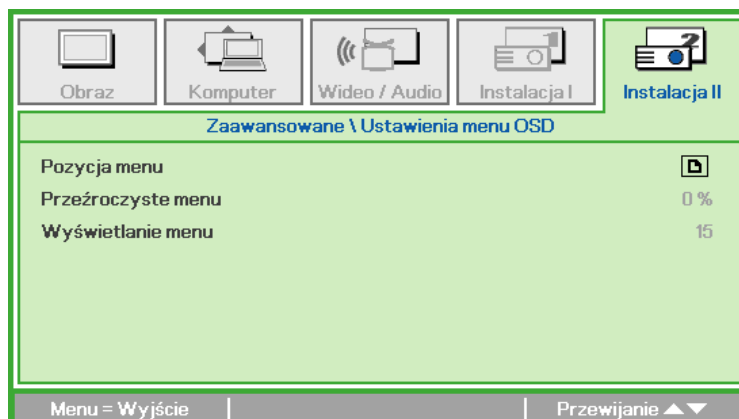 Obraz
Komputer
Wideo / Audio
Instalacja I
Instalacja II
Zaawansowane \ Ustawienia menu OSD
Pozycja menu
Przeźroczyste menu 0 %
Wyświetlanie menu 15
Menu = Wyjście Przewijanie ▲▼